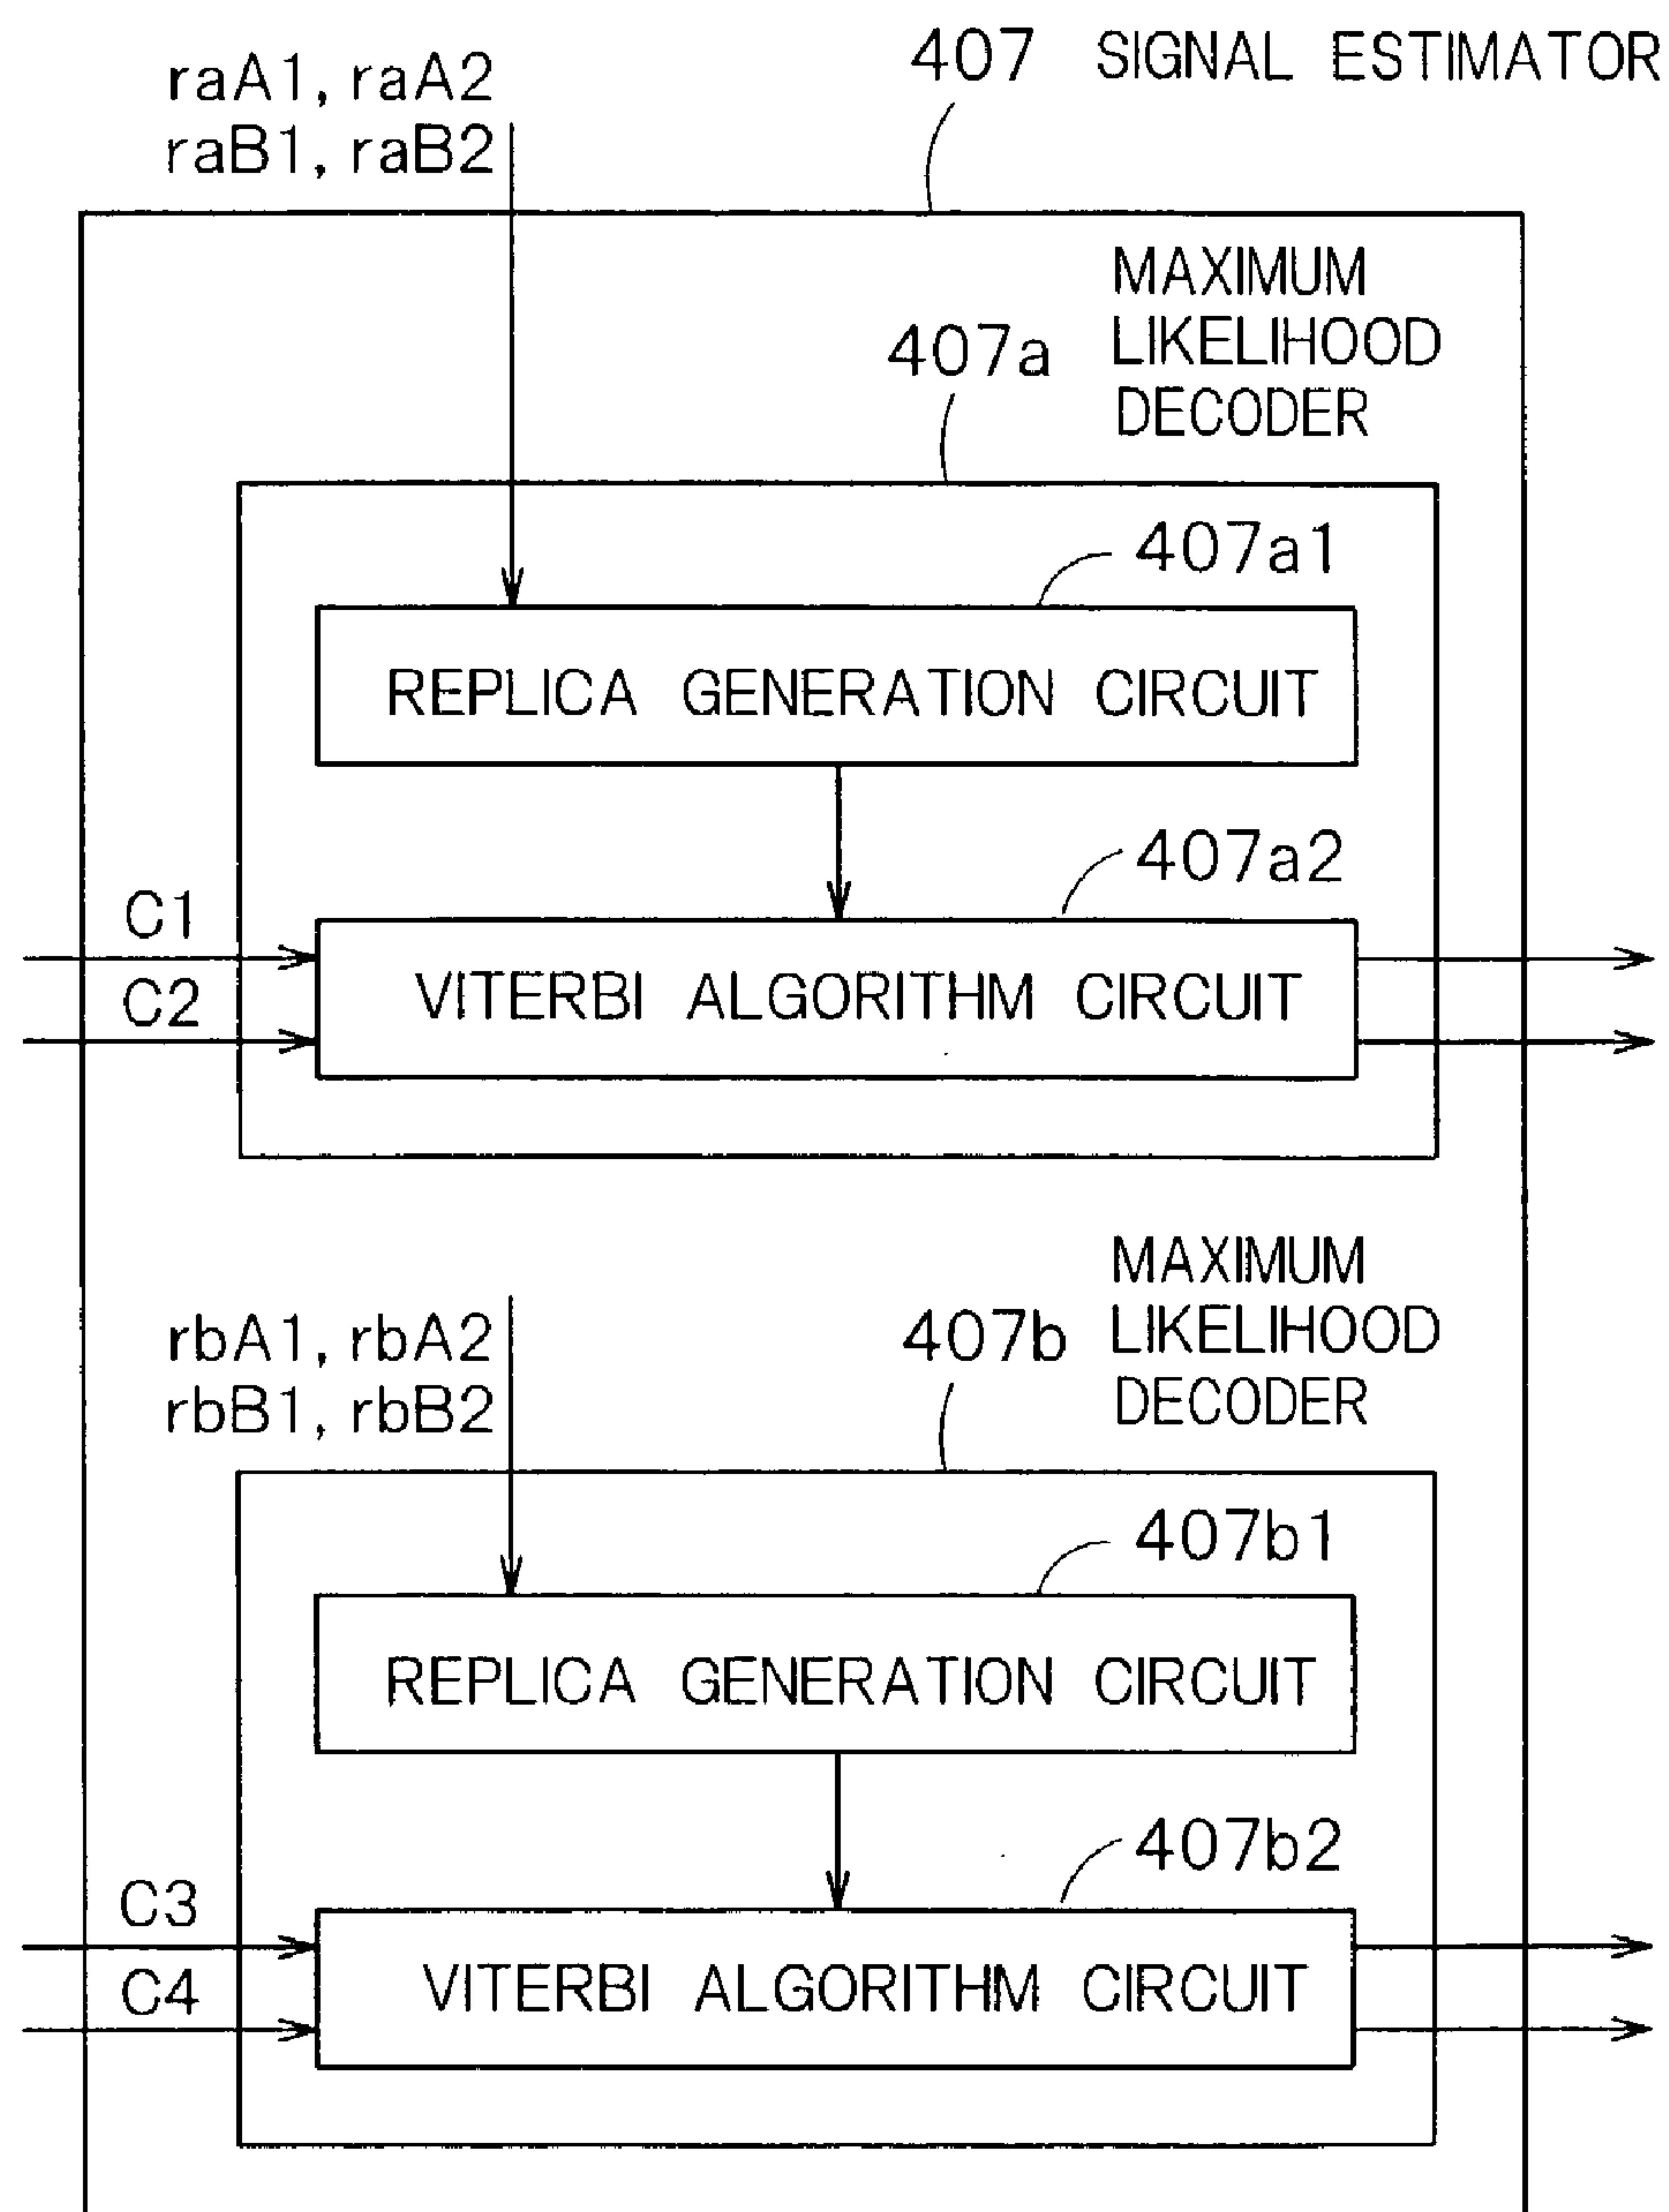 407 SIGNAL ESTIMATOR
raA1, raA2
raB1, raB2
MAXIMUM
LIKELIHOOD
DECODER
407a
407a1
REPLICA GENERATION CIRCUIT
407a2
C1
VITERBI ALGORITHM CIRCUIT
C2
MAXIMUM
LIKELIHOOD
DECODER
407b
rbA1, rbA2
rbB1, rbB2
407b1
REPLICA GENERATION CIRCUIT
407b2
C3
VITERBI ALGORITHM CIRCUIT
C4